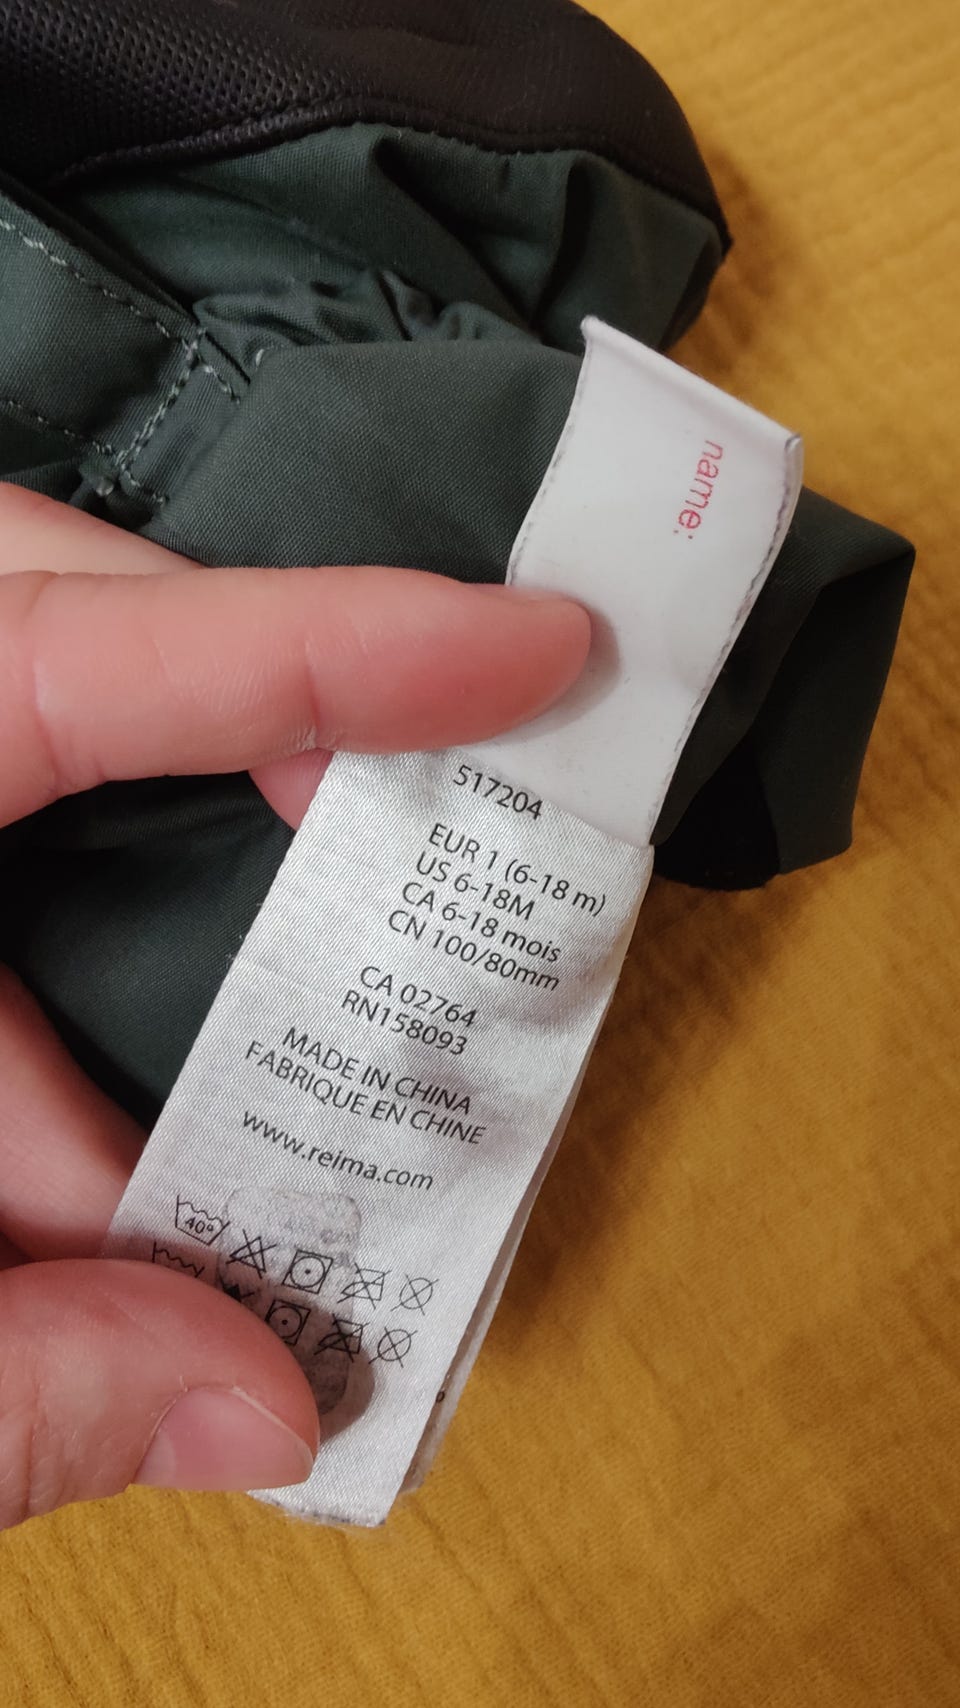 name:
517204
EUR 1 (6-18 m)
US 6-18M
CA 6-18 mois
CN 100/80mm
CA 02764
RN158093
MADE IN CHINA
FABRIQUE EN CHINE
www.reima.com
40°